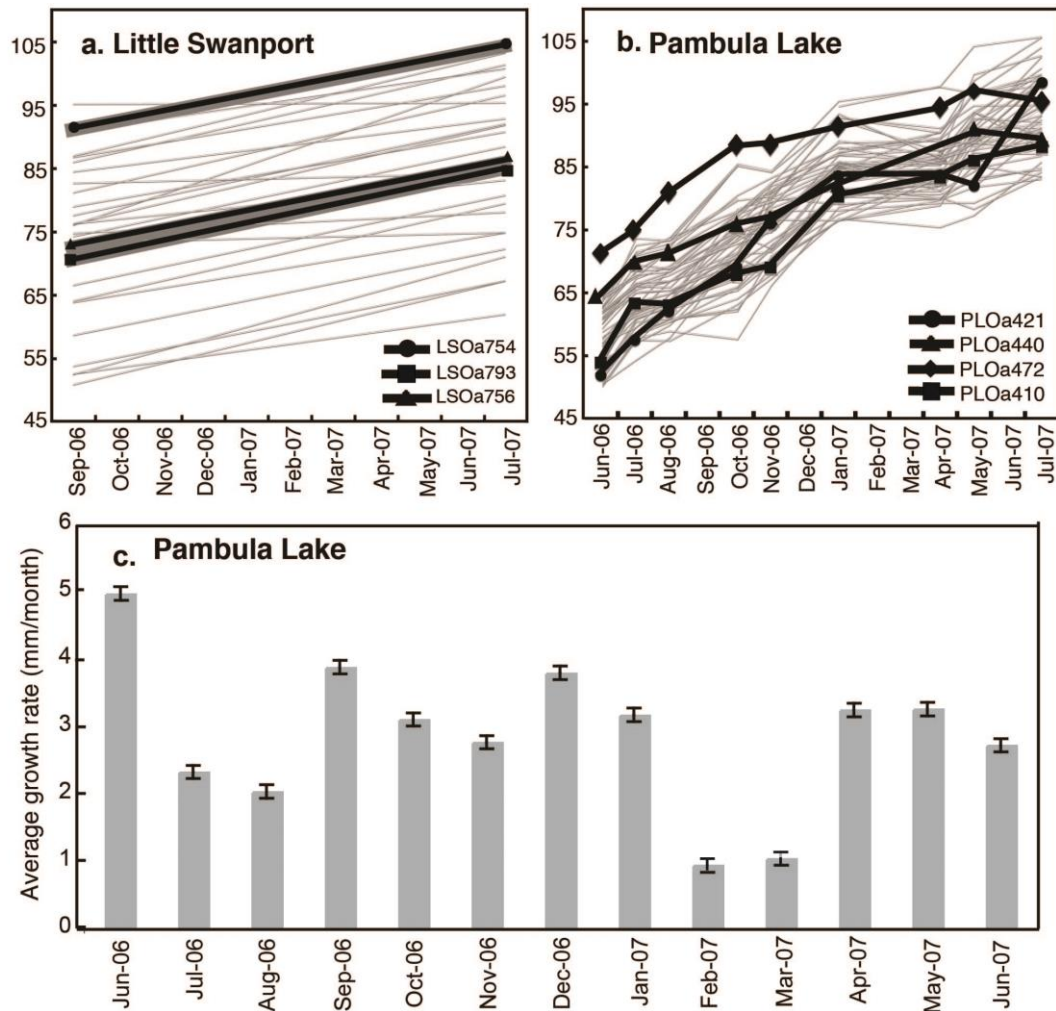 a. Little Swanport
105
95
85
75
65
55
45
LSOa754
LSOa793
LSOa756
Sep-06
Oct-06
Nov-06
Dec-06
Jan-07
Feb-07
Mar-07
Apr-07
May-07
Jun-07
Jul-07
b. Pambula Lake
105
95
85
75
65
55
45
PLOa421
PLOa440
PLOa472
PLOa410
Jun-06
Jul-06
Aug-06
Sep-06
Oct-06
Nov-06
Jan-07
Feb-07
Apr-07
May-07
Jun-07
Jul-07
c. Pambula Lake
Average growth rate (mm/month)
6
5
4
3
2
1
0
Jun-06
Jul-06
Aug-06
Sep-06
Oct-06
Nov-06
Dec-06
Jan-07
Feb-07
Mar-07
Apr-07
May-07
Jun-07